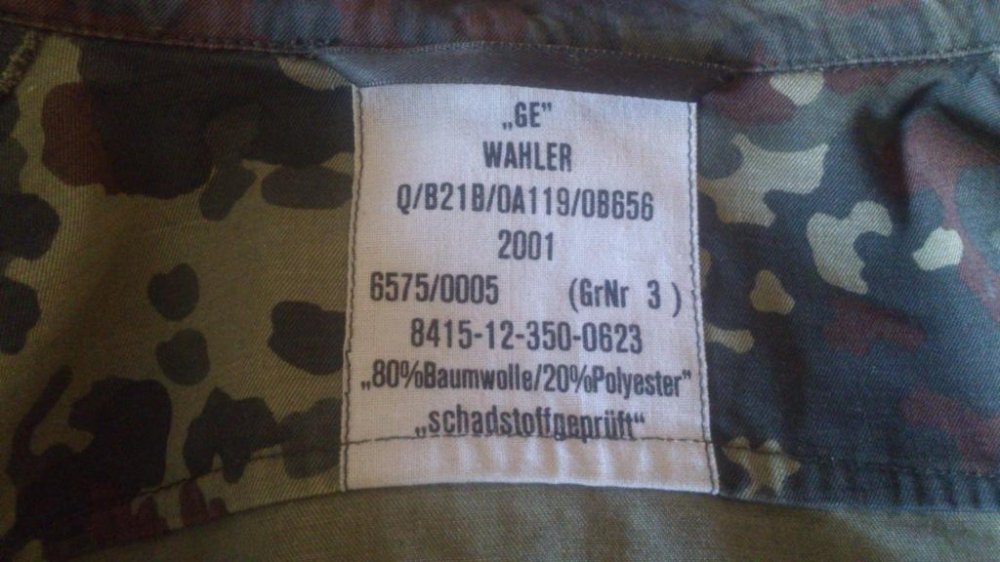 „GE”
WAHLER
Q/B21B/0A119/0B656
2001
6575/0005 (GrNr 3 )
8415-12-350-0623
„80%Baumwolle/20%Polyester”
„schadstoffgeprüft“